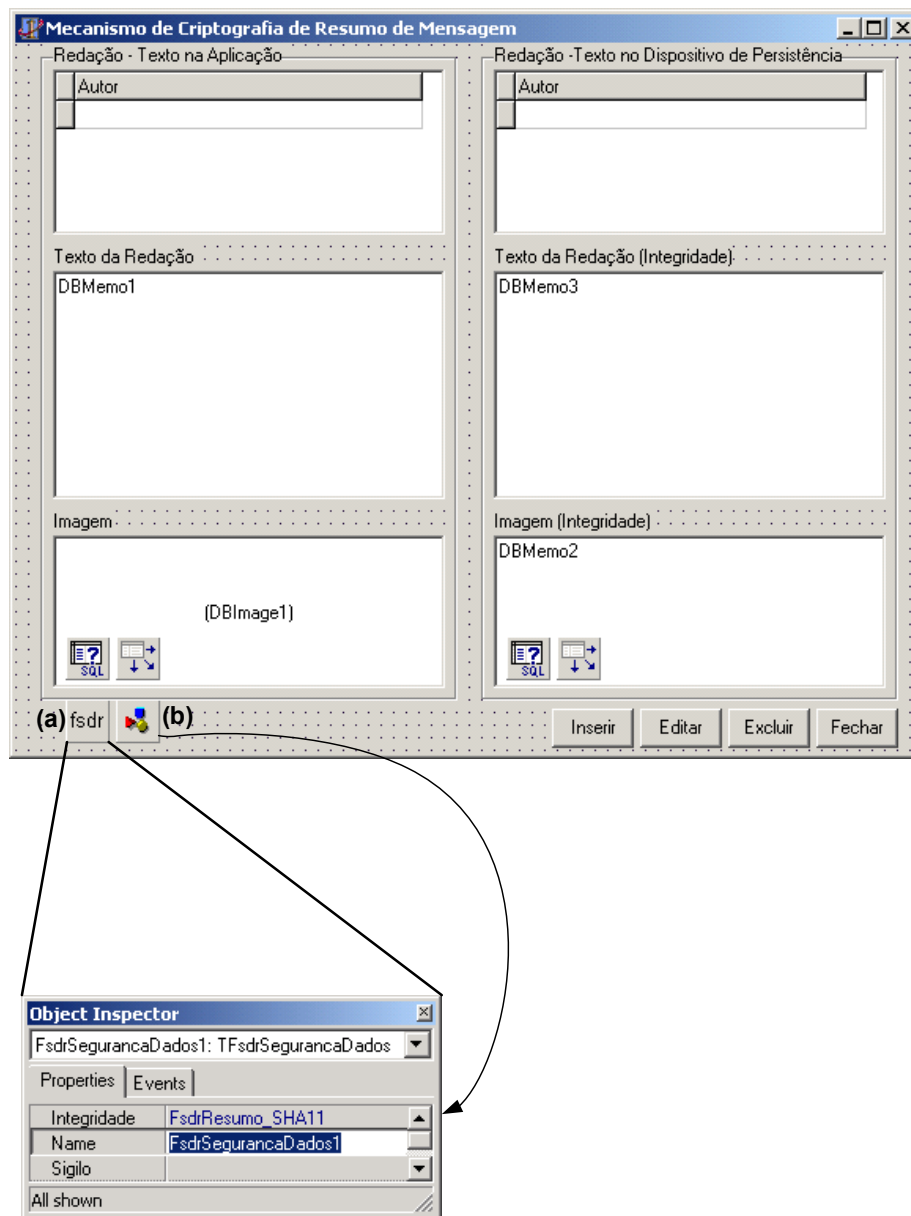 Mecanismo de Criptografia de Resumo de Mensagem
Redação - Texto na Aplicação
Autor
Texto da Redação
DBMemo1
Imagem
(DBImage1)
SQL
Redação -Texto no Dispositivo de Persistência
Autor
Texto da Redação (Integridade)
DBMemo3
Imagem (Integridade)
DBMemo2
SQL
(a) fsdr (b)
Inserir Editar Excluir Fechar
Object Inspector
FsdrSegurancaDados1: TFsdrSegurancaDados
Properties Events
Integridade FsdrResumo_SHA11
Name FsdrSegurancaDados1
Sigilo
All shown